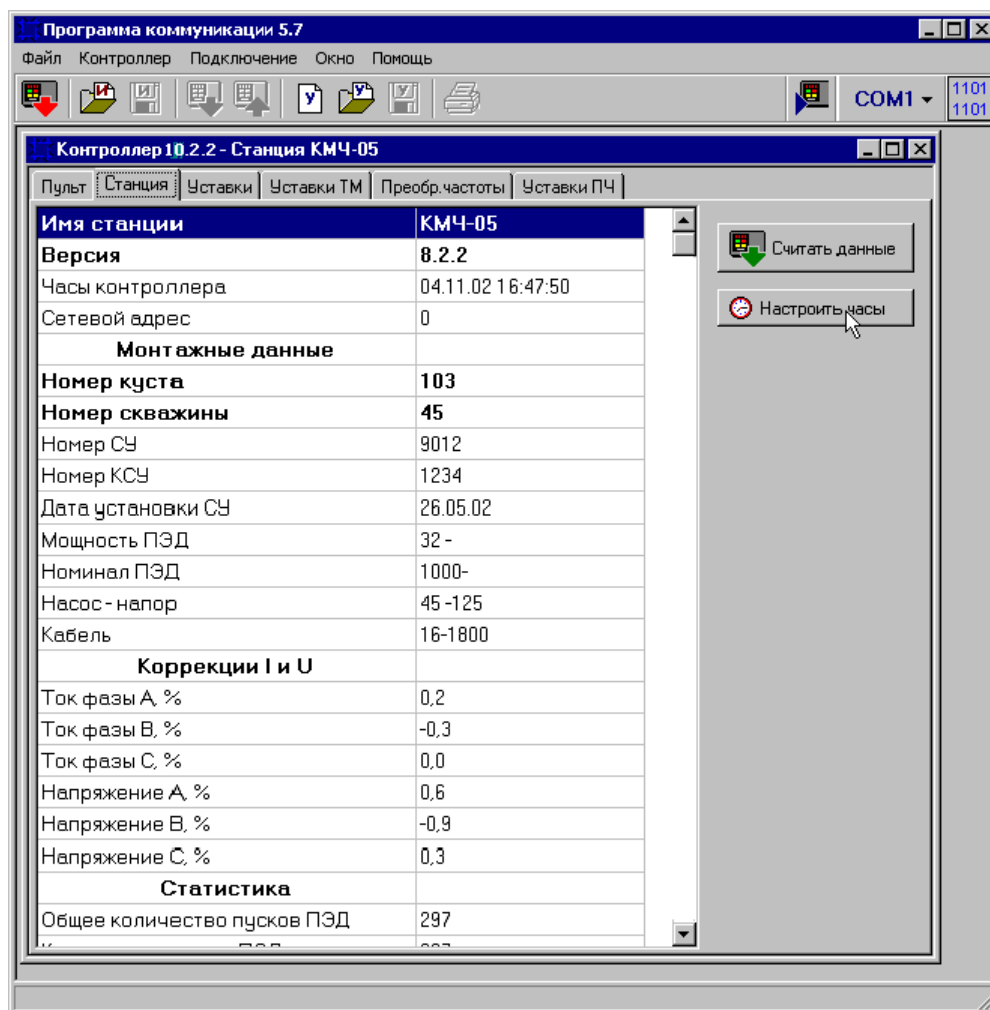 Программа коммуникации 5.7
Файл Контроллер Подключение Окно Помощь
И И У У У COM1 1101
1101
Контроллер 10.2.2 - Станция КМЧ-05
Пульт Станция Уставки Уставки ТМ Преобр.частоты Уставки ПЧ
Имя станции КМЧ-05
Версия 8.2.2
Часы контроллера 04.11.02 16:47:50
Сетевой адрес 0
Монтажные данные
Номер куста 103
Номер скважины 45
Номер СУ 9012
Номер КСУ 1234
Дата установки СУ 26.05.02
Мощность ПЭД 32 -
Номинал ПЭД 1000-
Насос - напор 45 -125
Кабель 16-1800
Коррекции I и U
Ток фазы A, % 0,2
Ток фазы B, % -0,3
Ток фазы C, % 0,0
Напряжение A, % 0,6
Напряжение B, % -0,9
Напряжение C, % 0,3
Статистика
Общее количество пусков ПЭД 297
Считать данные
Настроить часы